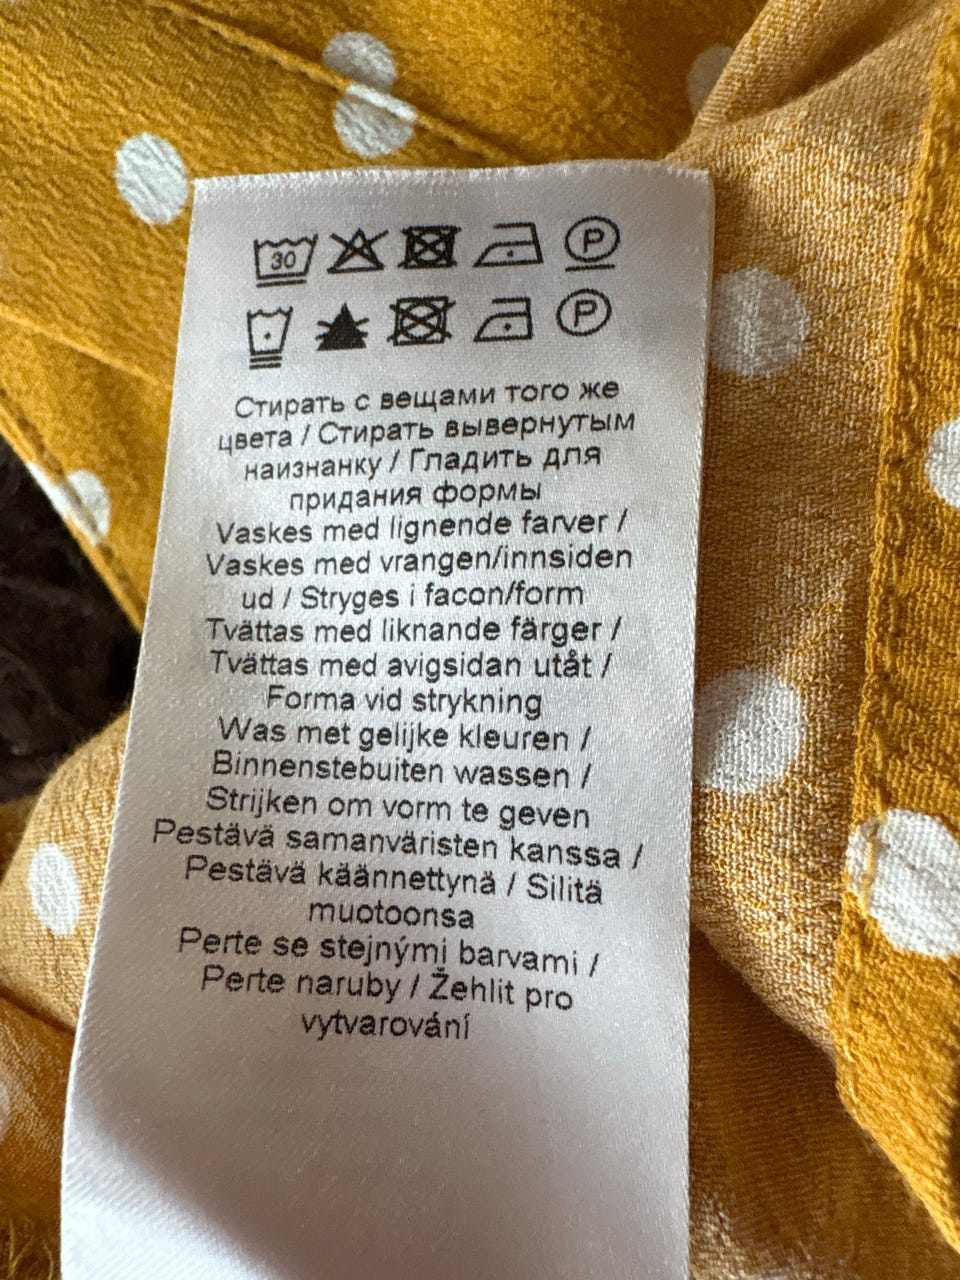 30 P
P
Стирать с вещами того же
цвета / Стирать вывернутым
наизнанку / Гладить для
придания формы
Vaskes med lignende farver /
Vaskes med vrangen/innsiden
ud / Stryges i facon/form
Tvättas med liknande färger /
Tvättas med avigsidan utåt /
Forma vid strykning
Was met gelijke kleuren /
Binnenstebuiten wassen /
Strijken om vorm te geven
Pestävä samanväristen kanssa /
Pestävä käännettynä / Silitä
muotoonsa
Perte se stejnými barvami /
Perte naruby / Žehlit pro
vytvarování